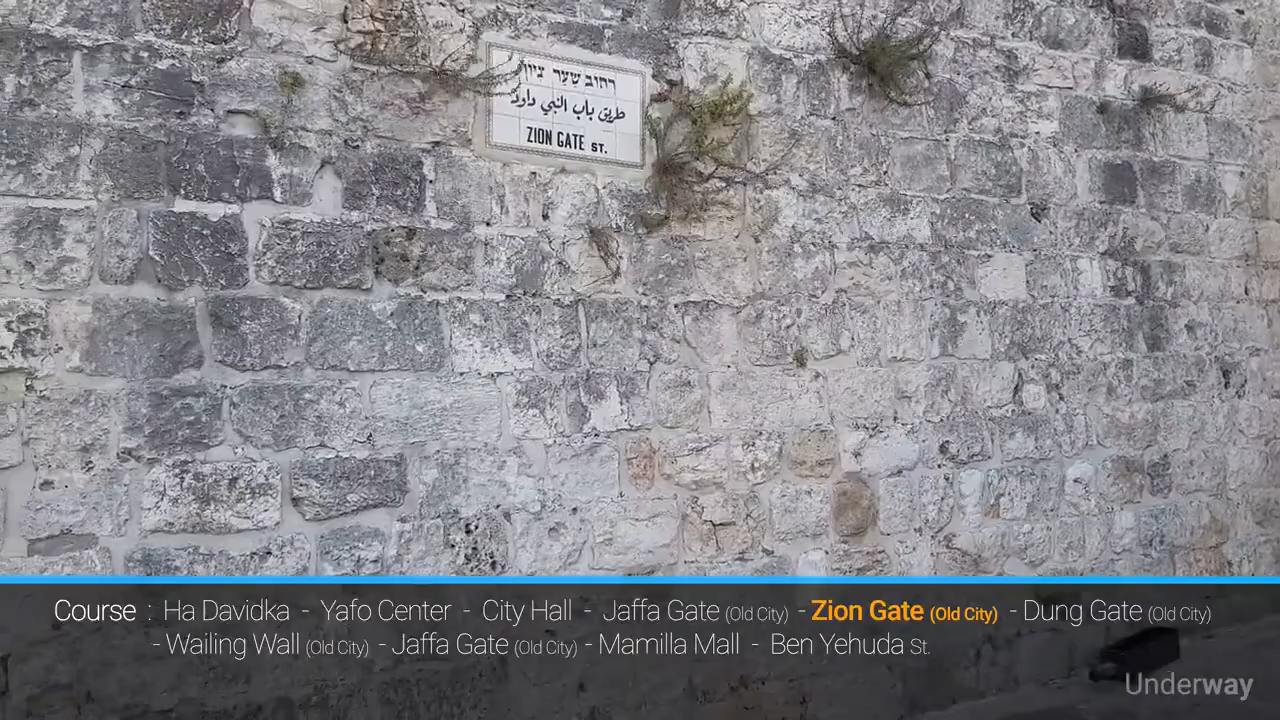 רחוב שער ציון
طريق باب النبي داود
ZION GATE ST.
Course : Ha Davidka - Yafo Center - City Hall - Jaffa Gate (Old City) - Zion Gate (Old City) - Dung Gate (Old City)
- Wailing Wall (Old City) - Jaffa Gate (Old City) - Mamilla Mall - Ben Yehuda St.
Underway